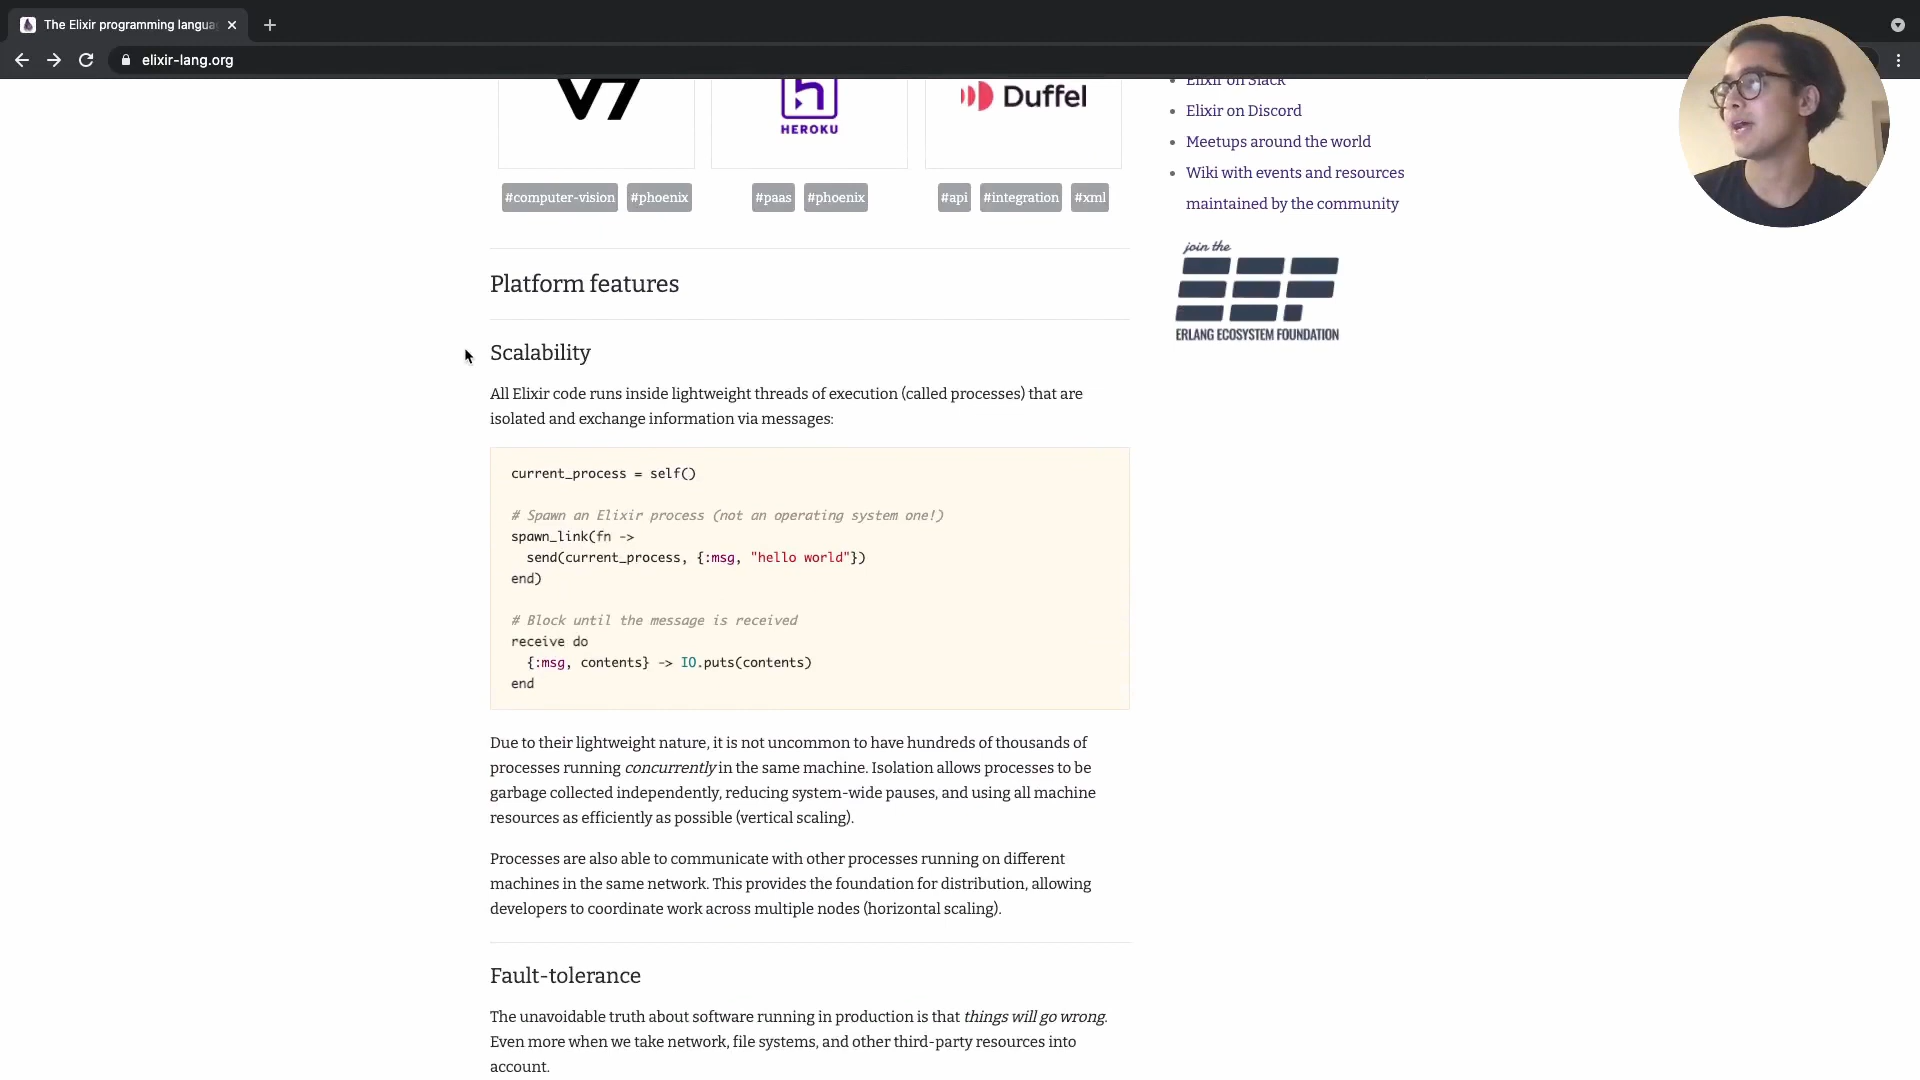 The Elixir programming langua
elixir-lang.org
V7
HEROKU
Duffel
#computer-vision #phoenix
#paas #phoenix
#api #integration #xml
Platform features
Scalability
All Elixir code runs inside lightweight threads of execution (called processes) that are
isolated and exchange information via messages:
current_process = self()
# Spawn an Elixir process (not an operating system one!)
spawn_link(fn ->
  send(current_process, {:msg, "hello world"})
end)
# Block until the message is received
receive do
  {:msg, contents} -> IO.puts(contents)
end
Due to their lightweight nature, it is not uncommon to have hundreds of thousands of
processes running concurrently in the same machine. Isolation allows processes to be
garbage collected independently, reducing system-wide pauses, and using all machine
resources as efficiently as possible (vertical scaling).
Processes are also able to communicate with other processes running on different
machines in the same network. This provides the foundation for distribution, allowing
developers to coordinate work across multiple nodes (horizontal scaling).
Fault-tolerance
The unavoidable truth about software running in production is that things will go wrong.
Even more when we take network, file systems, and other third-party resources into
account.
Elixir on Slack
Elixir on Discord
Meetups around the world
Wiki with events and resources
maintained by the community
join the
EEF
ERLANG ECOSYSTEM FOUNDATION